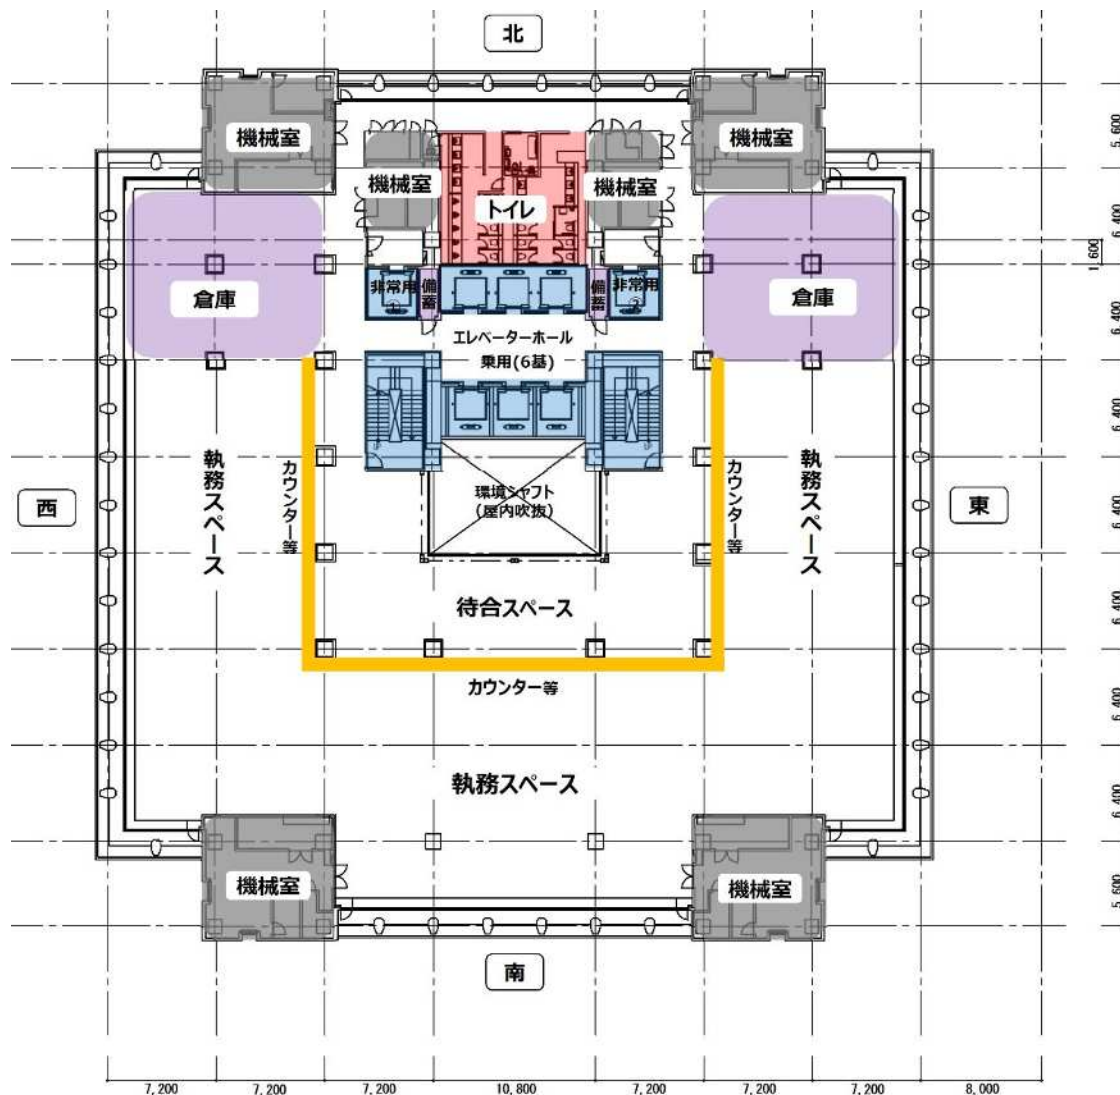 北
機械室
機械室
機械室
トイレ
機械室
倉庫
倉庫
非常用
①
備蓄
備蓄
非常用
②
エレベーターホール
乗用(6基)
執務スペース
カウンター等
環境シャフト
(屋内吹抜)
カウンター等
執務スペース
西
東
待合スペース
カウンター等
執務スペース
機械室
機械室
南
5,600
6,400
1,600
6,400
6,400
6,400
6,400
6,400
6,400
5,600
7,200
7,200
7,200
10,800
7,200
7,200
7,200
8,000